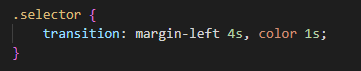 .selector {
    transition: margin-left 4s, color 1s;
}